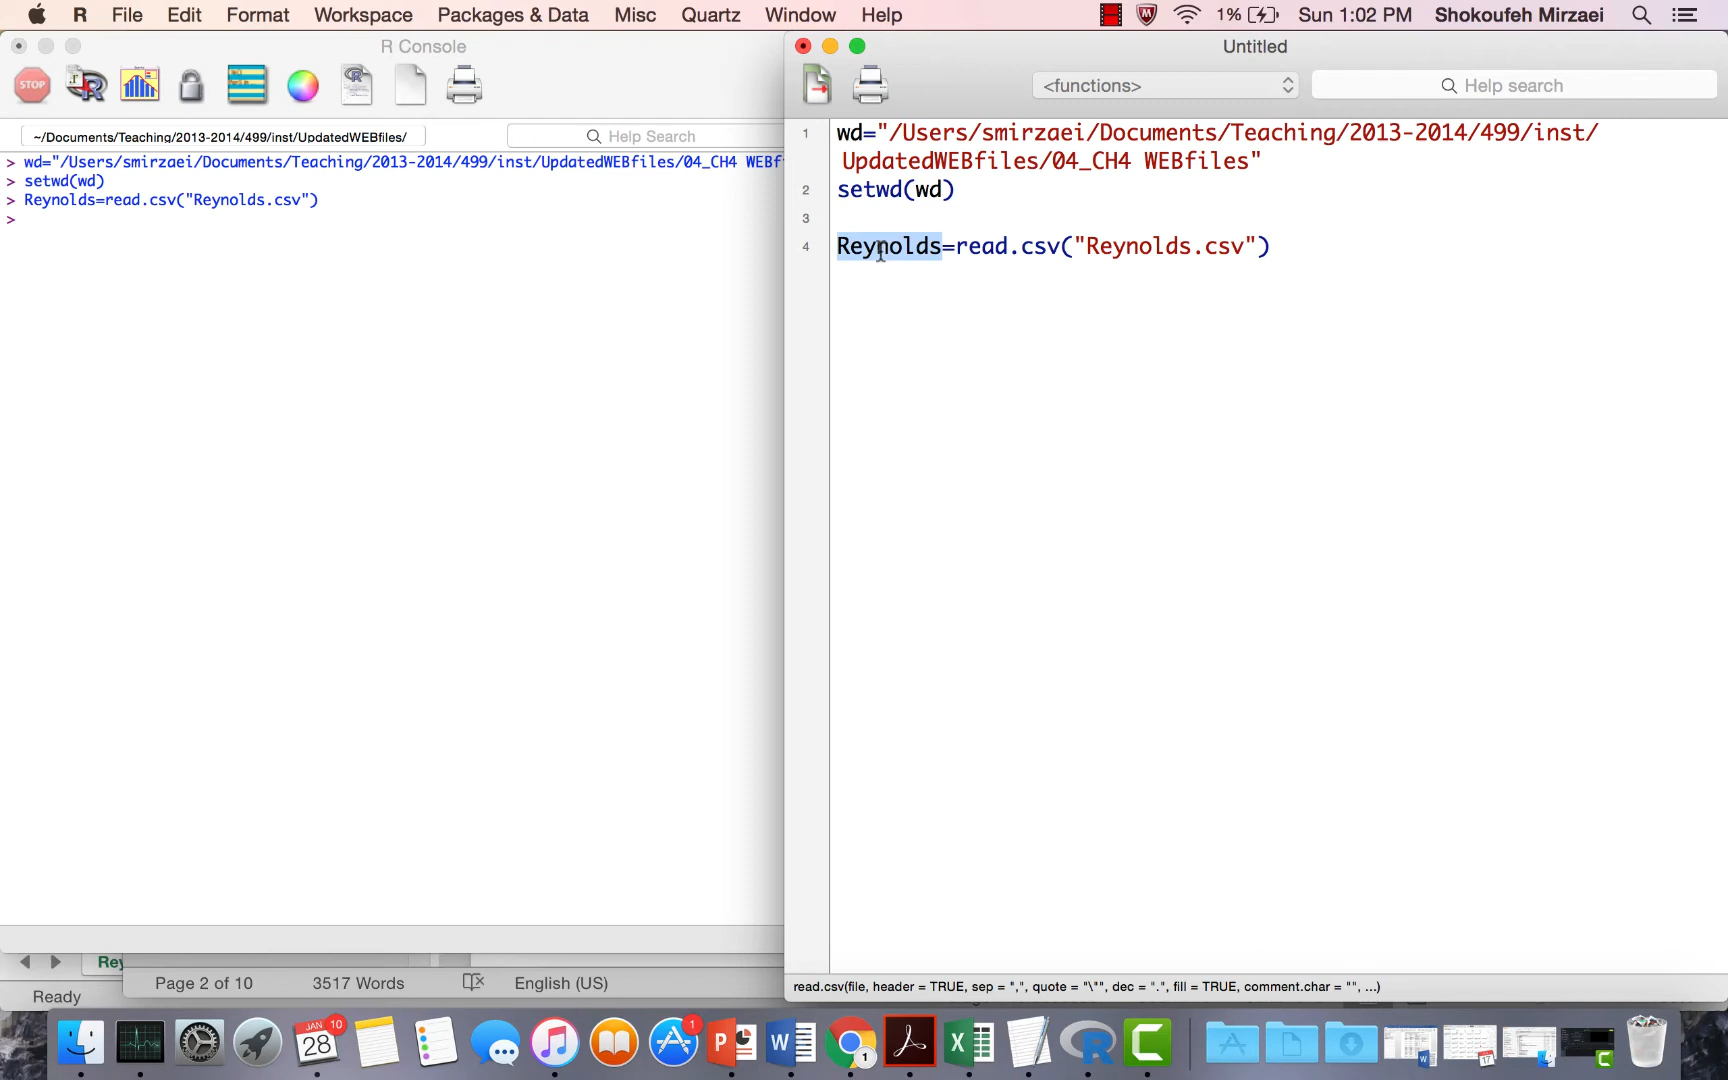 R File Edit Format Workspace Packages & Data Misc Quartz Window Help 1% Sun 1:02 PM Shokoufeh Mirzaei
R Console
STOP
~/Documents/Teaching/2013-2014/499/inst/UpdatedWEBfiles/
Help Search
> wd="/Users/smirzaei/Documents/Teaching/2013-2014/499/inst/UpdatedWEBfiles/04_CH4 WEBf
> setwd(wd)
> Reynolds=read.csv("Reynolds.csv")
>
Untitled
<functions>
Help search
1 wd="/Users/smirzaei/Documents/Teaching/2013-2014/499/inst/
UpdatedWEBfiles/04_CH4 WEBfiles"
2 setwd(wd)
3
4 Reynolds=read.csv("Reynolds.csv")
read.csv(file, header = TRUE, sep = ",", quote = "\"", dec = ".", fill = TRUE, comment.char = "", ...)
Rey
Page 2 of 10 3517 Words English (US)
Ready
JAN 10
28
1
P
W
1
X
R
C
17